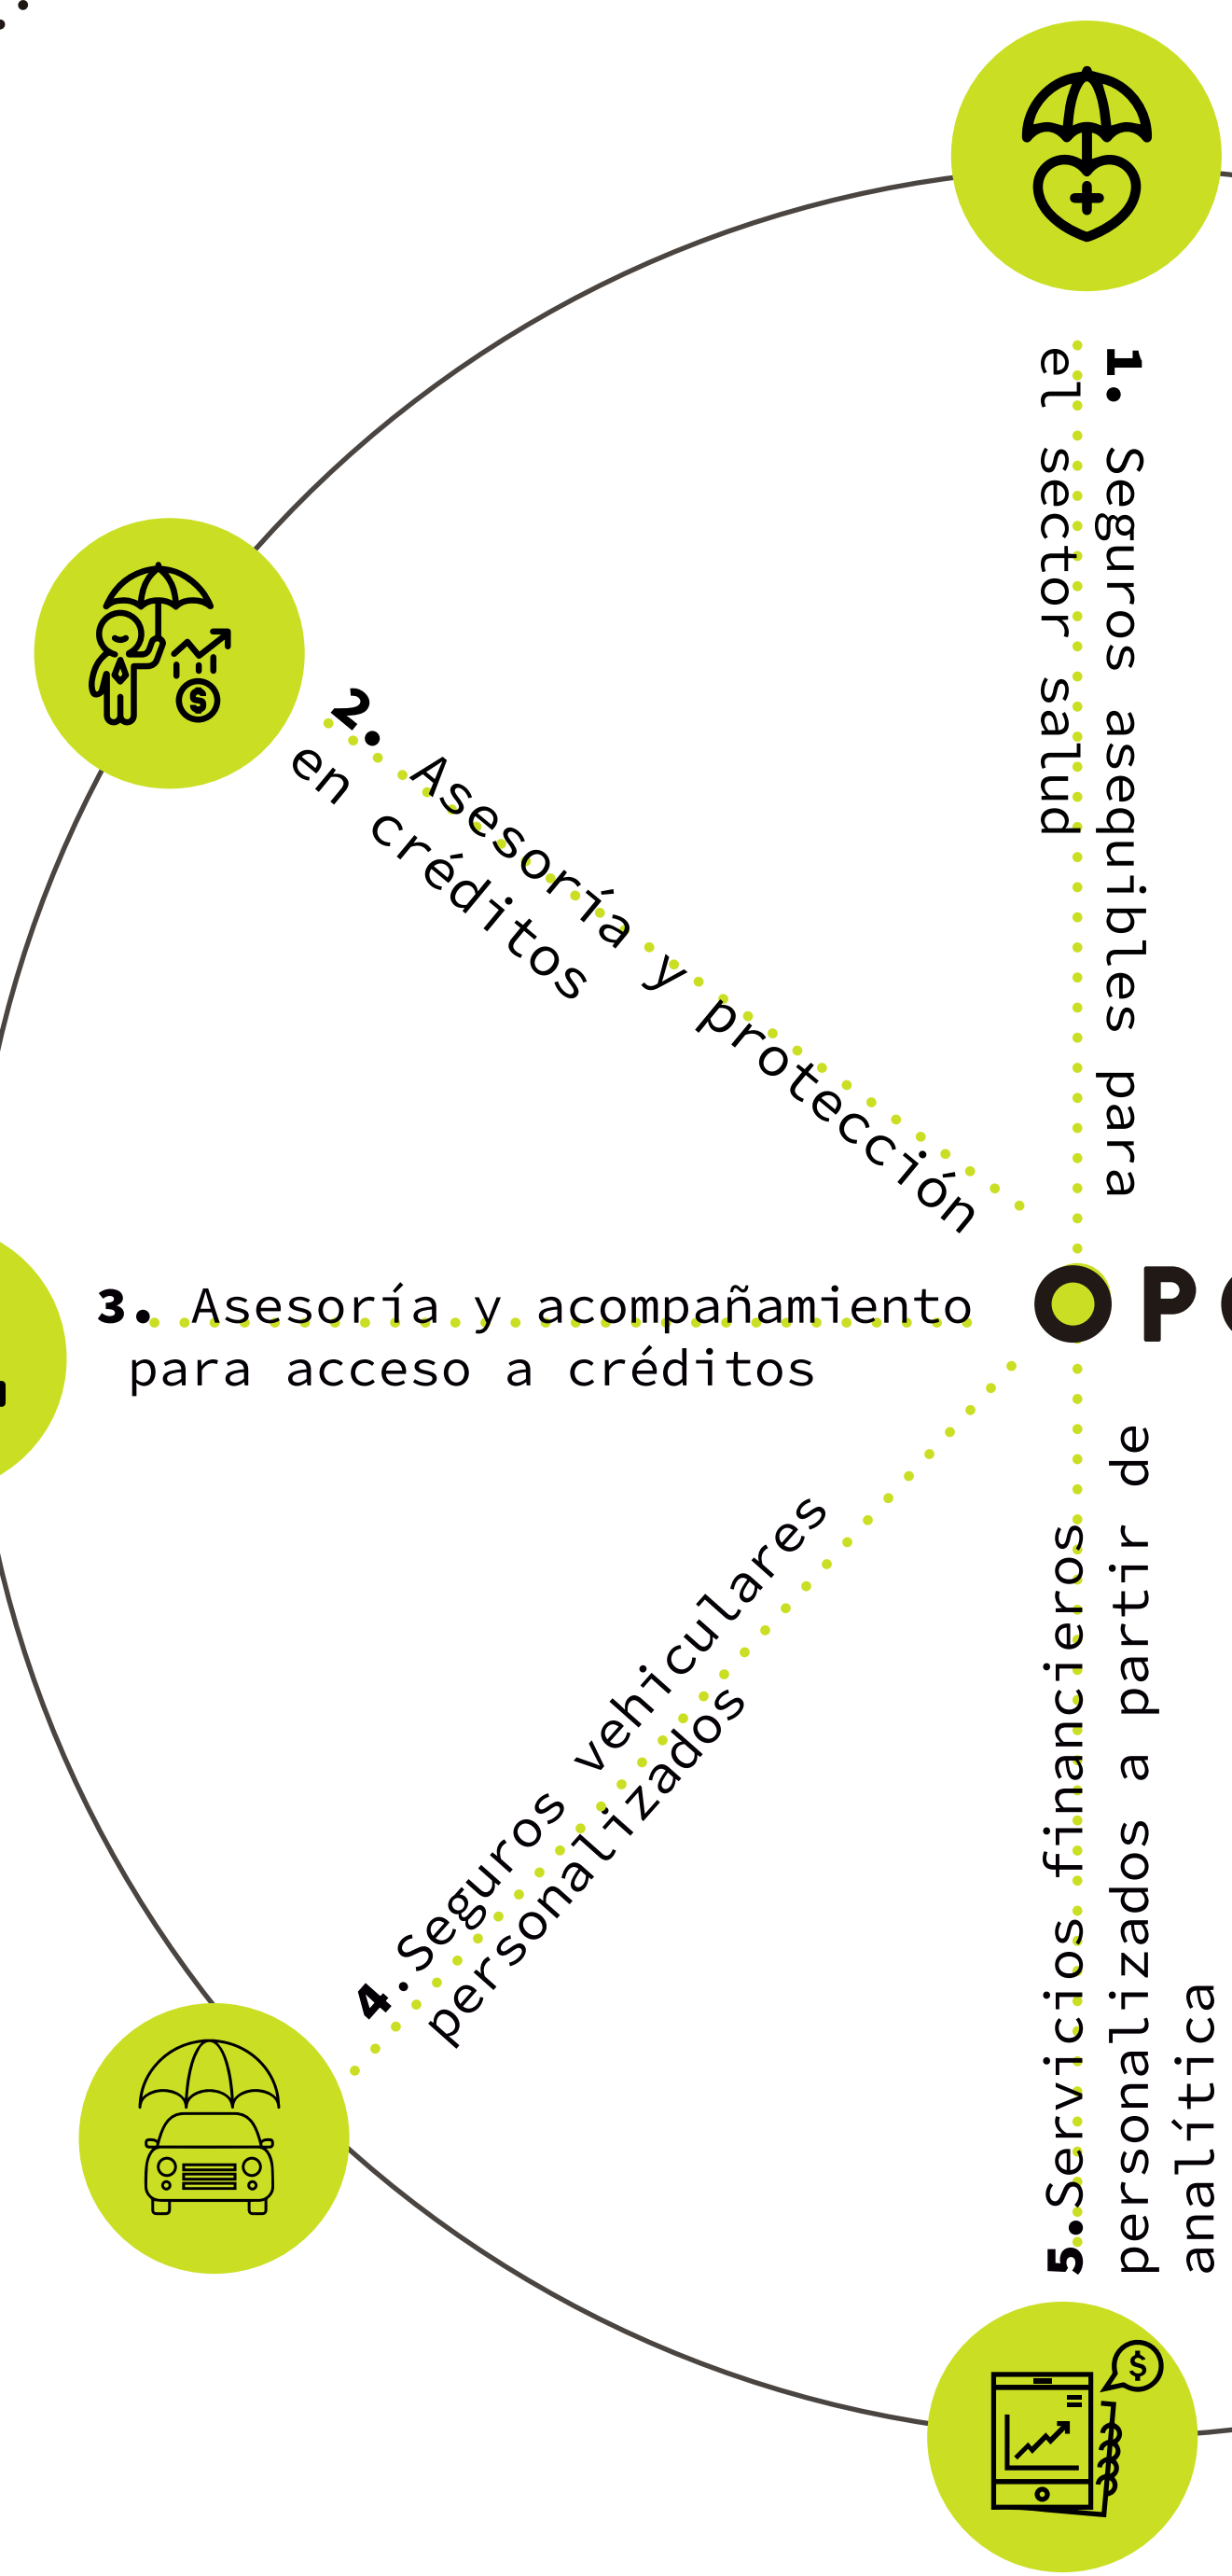 1. Seguros asequibles para
el sector salud
2. Asesoría y protección
en créditos
3. Asesoría y acompañamiento
para acceso a créditos
OP
4.Seguros vehiculares
personalizados
5.Servicios financieros
personalizados a partir de
analítica